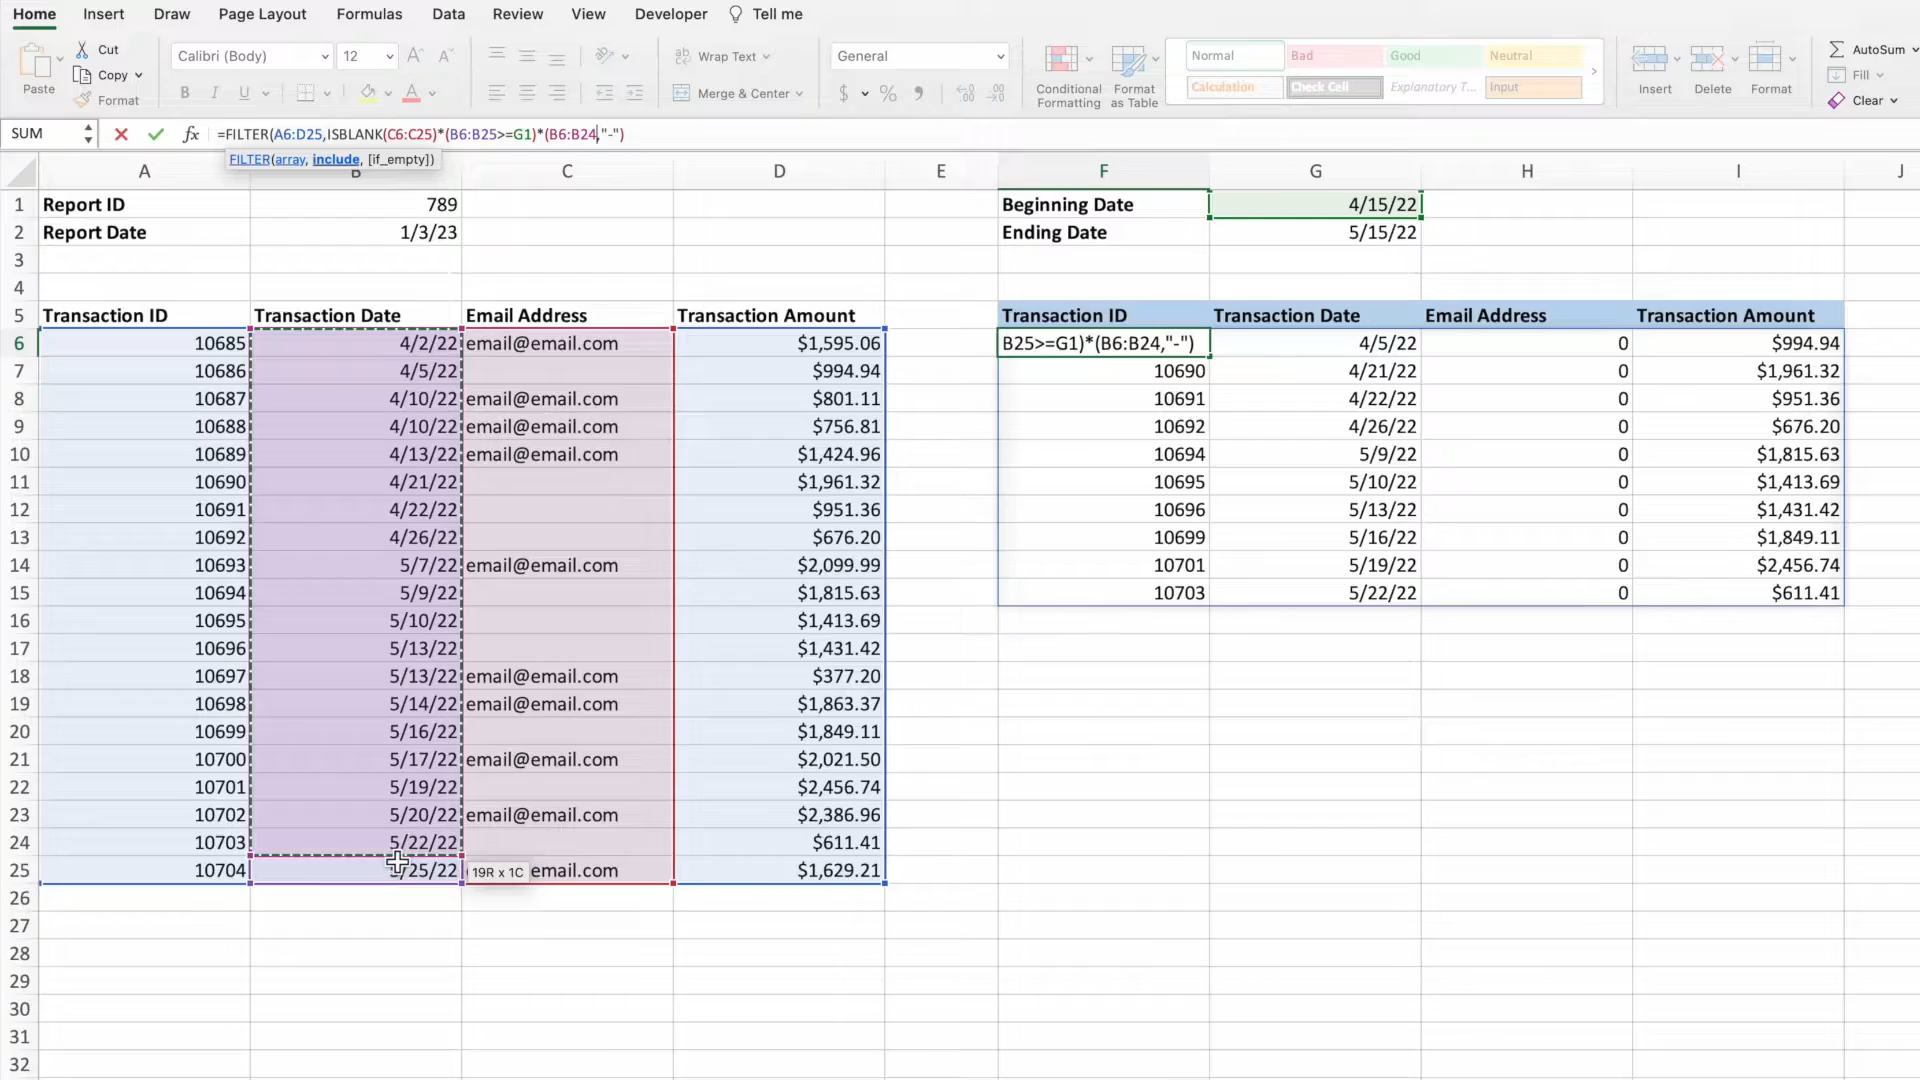 Home Insert Draw Page Layout Formulas Data Review View Developer Tell me
Paste Cut Copy Format
Calibri (Body) 12
B I U A
Wrap Text
Merge & Center
General
$ %
Conditional Formatting
Format as Table
Normal Bad Good Neutral
Calculation Check Cell Explanatory T... Input
Insert Delete Format
AutoSum
Fill
Clear
SUM fx =FILTER(A6:D25,ISBLANK(C6:C25)*(B6:B25>=G1)*(B6:B24,"-")
FILTER(array, include, [if_empty])
A B C D E F G H I J
1 Report ID 789 Beginning Date 4/15/22
2 Report Date 1/3/23 Ending Date 5/15/22
3
4
5 Transaction ID Transaction Date Email Address Transaction Amount Transaction ID Transaction Date Email Address Transaction Amount
6 10685 4/2/22 email@email.com $1,595.06 B25>=G1)*(B6:B24,"-") 4/5/22 0 $994.94
7 10686 4/5/22 $994.94 10690 4/21/22 0 $1,961.32
8 10687 4/10/22 email@email.com $801.11 10691 4/22/22 0 $951.36
9 10688 4/10/22 email@email.com $756.81 10692 4/26/22 0 $676.20
10 10689 4/13/22 email@email.com $1,424.96 10694 5/9/22 0 $1,815.63
11 10690 4/21/22 $1,961.32 10695 5/10/22 0 $1,413.69
12 10691 4/22/22 $951.36 10696 5/13/22 0 $1,431.42
13 10692 4/26/22 $676.20 10699 5/16/22 0 $1,849.11
14 10693 5/7/22 email@email.com $2,099.99 10701 5/19/22 0 $2,456.74
15 10694 5/9/22 $1,815.63 10703 5/22/22 0 $611.41
16 10695 5/10/22 $1,413.69
17 10696 5/13/22 $1,431.42
18 10697 5/13/22 email@email.com $377.20
19 10698 5/14/22 email@email.com $1,863.37
20 10699 5/16/22 $1,849.11
21 10700 5/17/22 email@email.com $2,021.50
22 10701 5/19/22 $2,456.74
23 10702 5/20/22 email@email.com $2,386.96
24 10703 5/22/22 $611.41
25 10704 /25/22 19R x 1C email.com $1,629.21
26
27
28
29
30
31
32